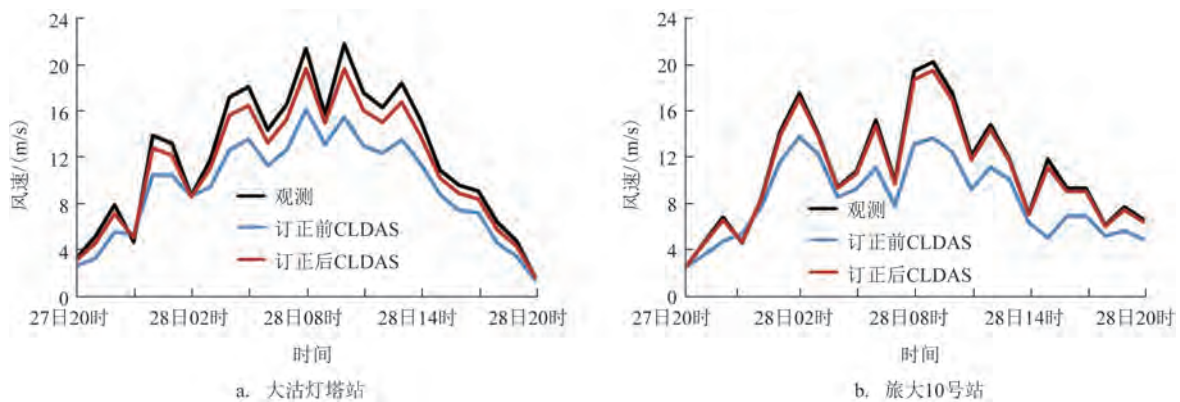 24
20
16
12
8
4
0
风速/(m/s)
观测
订正前CLDAS
订正后CLDAS
27日20时
28日02时
28日08时
28日14时
28日20时
时间
a. 大沽灯塔站
24
20
16
12
8
4
0
风速/(m/s)
观测
订正前CLDAS
订正后CLDAS
27日20时
28日02时
28日08时
28日14时
28日20时
时间
b. 旅大10号站